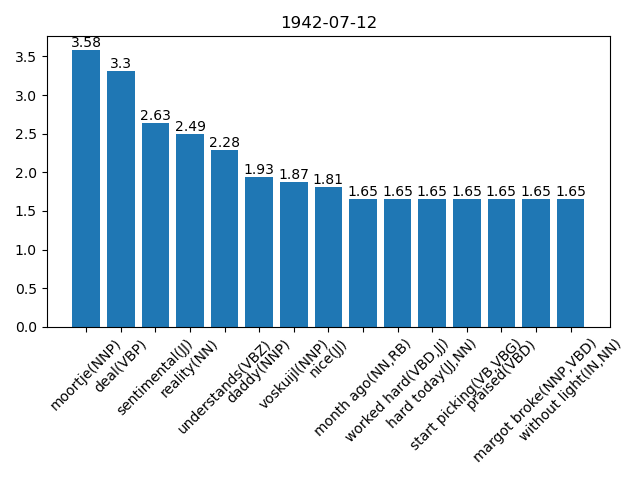 1942-07-12
3.58
3.3
2.63
2.49
2.28
1.93
1.87
1.81
1.65
1.65
1.65
1.65
1.65
1.65
1.65
3.5
3.0
2.5
2.0
1.5
1.0
0.5
0.0
moortje(NNP)
deal(VBP)
sentimental(JJ)
reality(NN)
understands(VBZ)
daddy(NNP)
voskuijl(NNP)
nice(JJ)
month ago(NN,RB)
worked hard(VBD,JJ)
hard today(JJ,NN)
start picking(VB,VBG)
praised(VBD)
margot broke(NNP,VBD)
without light(IN,NN)